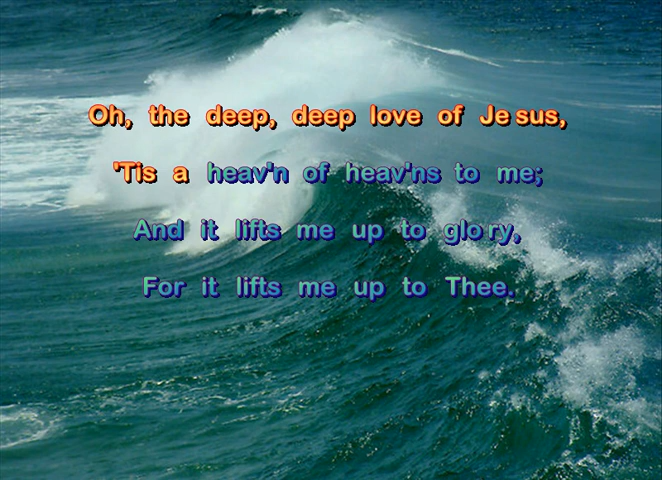 Oh, the deep, deep love of Je sus,
'Tis a heav'n of heav'ns to me;
And it lifts me up to glo ry,
For it lifts me up to Thee.